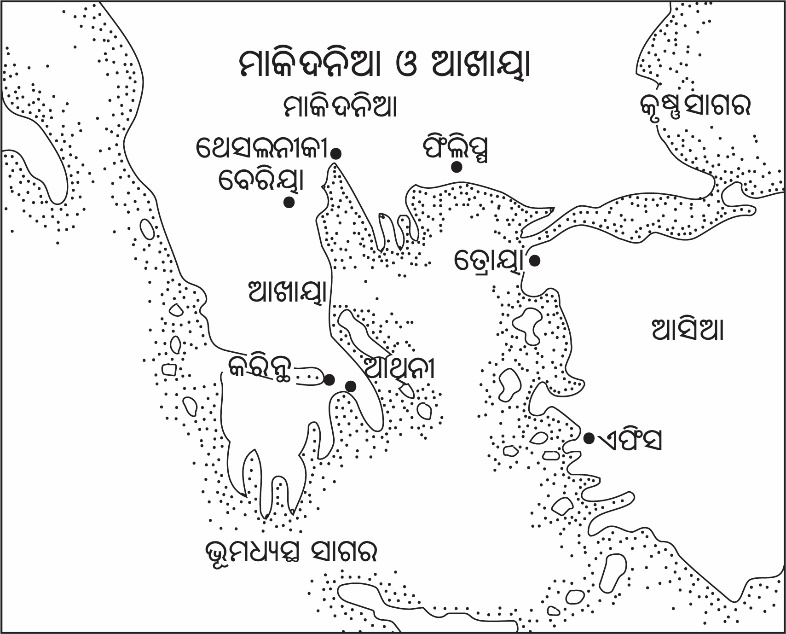 ମାକିଦନିଆ ଓ ଆଖାୟା
ମାକିଦନିଆ
କୃଷ୍ଣସାଗର
ଥେସଲନୀକୀ
ଫିଲିପ୍ପ
ବେରିୟା
ତ୍ରୋୟା
ଆଖାୟା
ଆସିଆ
କରିନ୍ଥ
ଆଥିନୀ
ଏଫିସ
ଭୂମଧ୍ୟସ୍ଥ ସାଗର